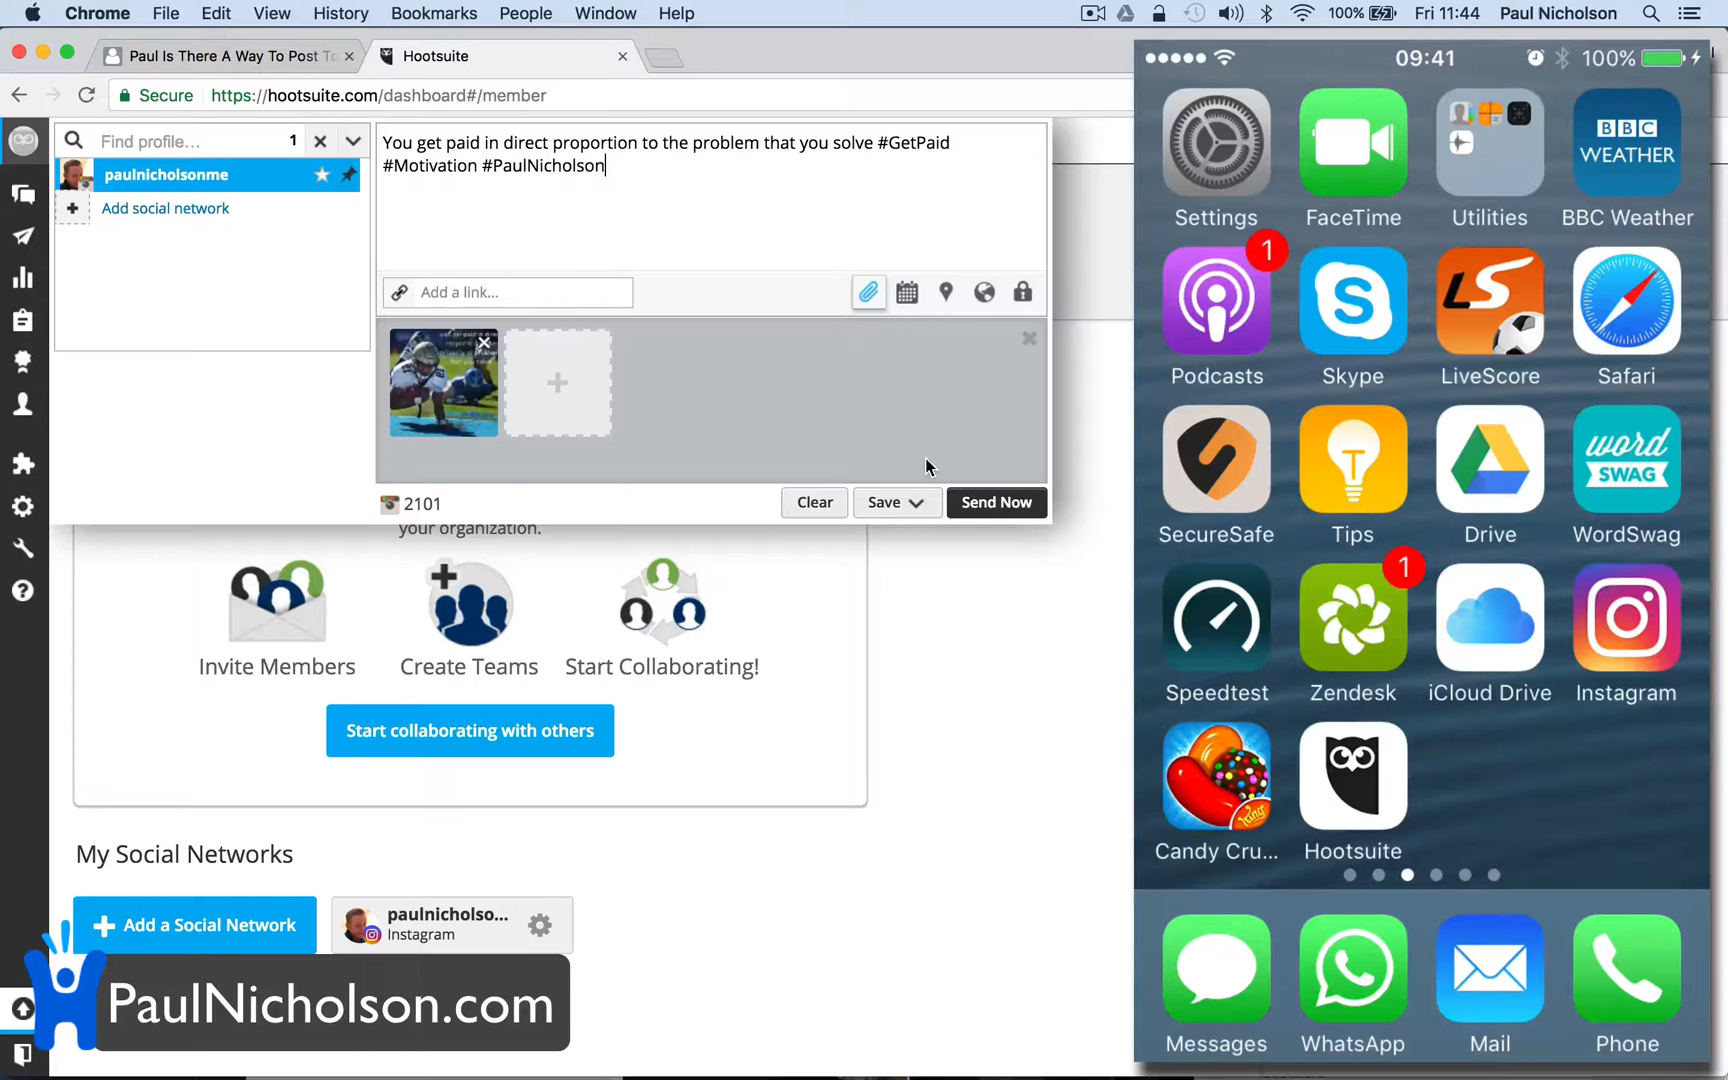 Chrome File Edit View History Bookmarks People Window Help
100% Fri 11:44 Paul Nicholson
Paul Is There A Way To Post To
Hootsuite
Secure https://hootsuite.com/dashboard#/member
Find profile... 1
paulnicholsonme
Add social network
You get paid in direct proportion to the problem that you solve #GetPaid
#Motivation #PaulNicholson
Add a link...
2101
Clear Save Send Now
your organization.
Invite Members Create Teams Start Collaborating!
Start collaborating with others
My Social Networks
Add a Social Network
paulnicholso...
Instagram
PaulNicholson.com
09:41 100%
BBC
WEATHER
Settings FaceTime Utilities BBC Weather
1
LS
Podcasts Skype LiveScore Safari
word
SWAG
SecureSafe Tips Drive WordSwag
1
Speedtest Zendesk iCloud Drive Instagram
King
Candy Cru... Hootsuite
Messages WhatsApp Mail Phone